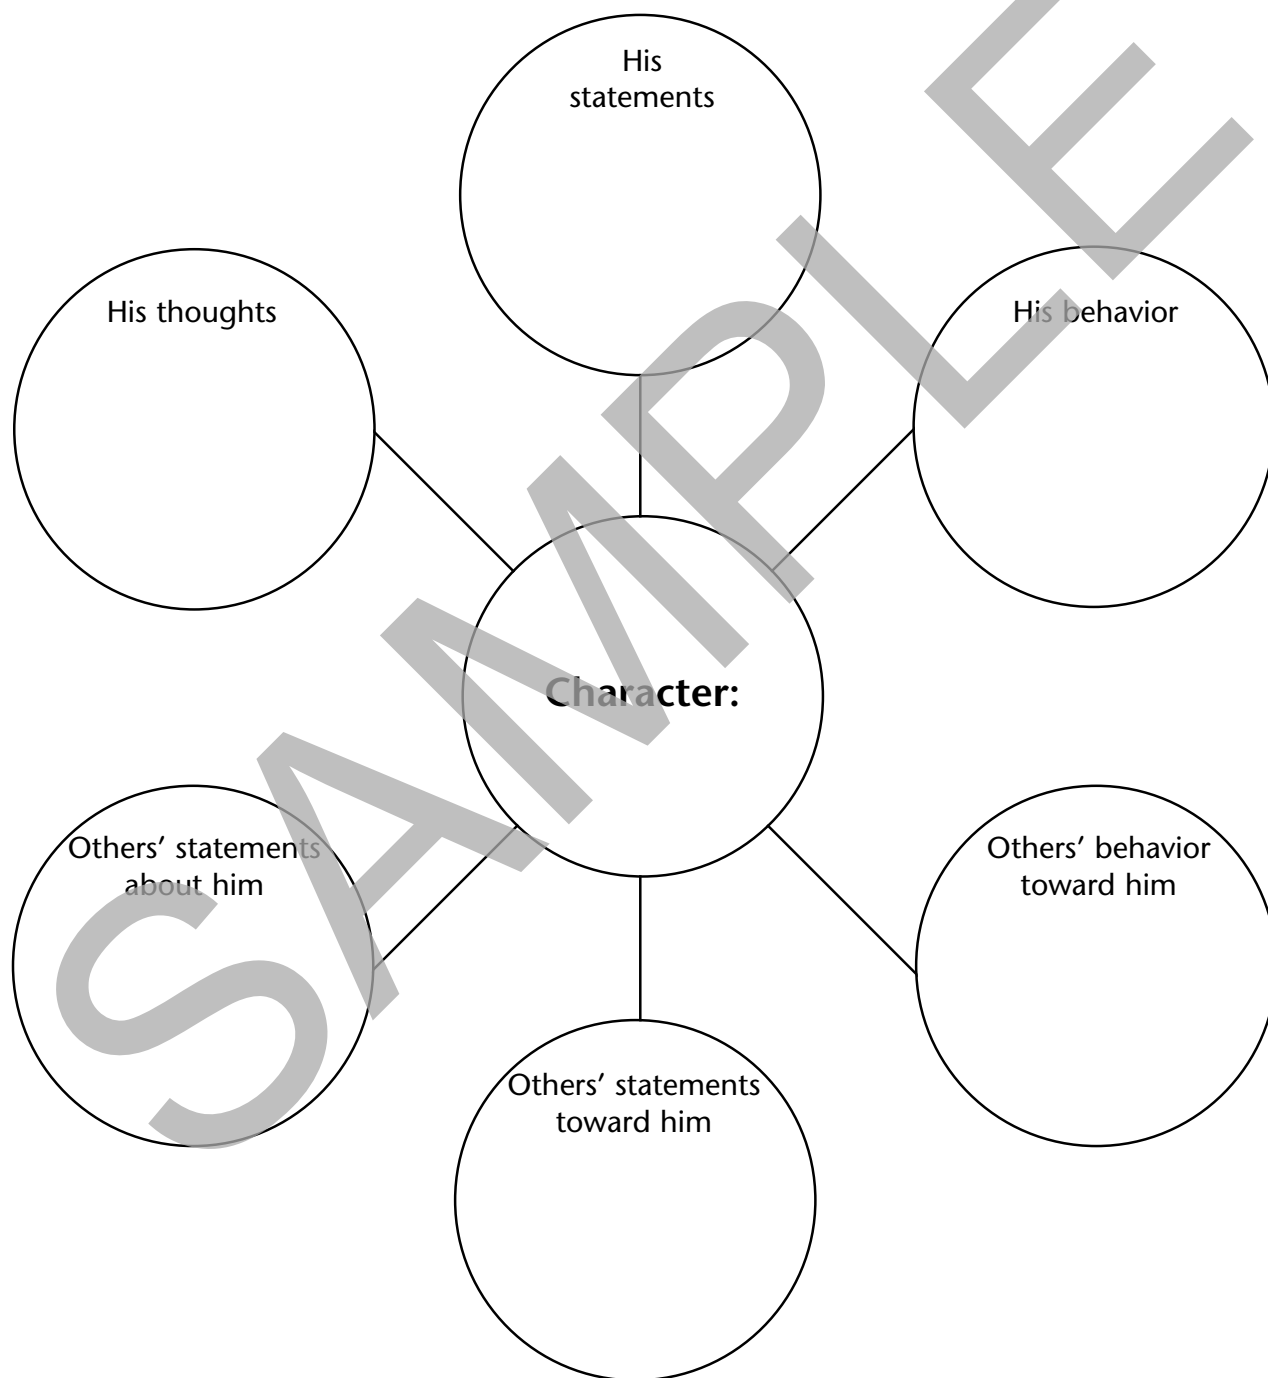 His
statements
His thoughts
His behavior
Character:
Others’ statements
about him
Others’ behavior
toward him
Others’ statements
toward him
SAMPLE